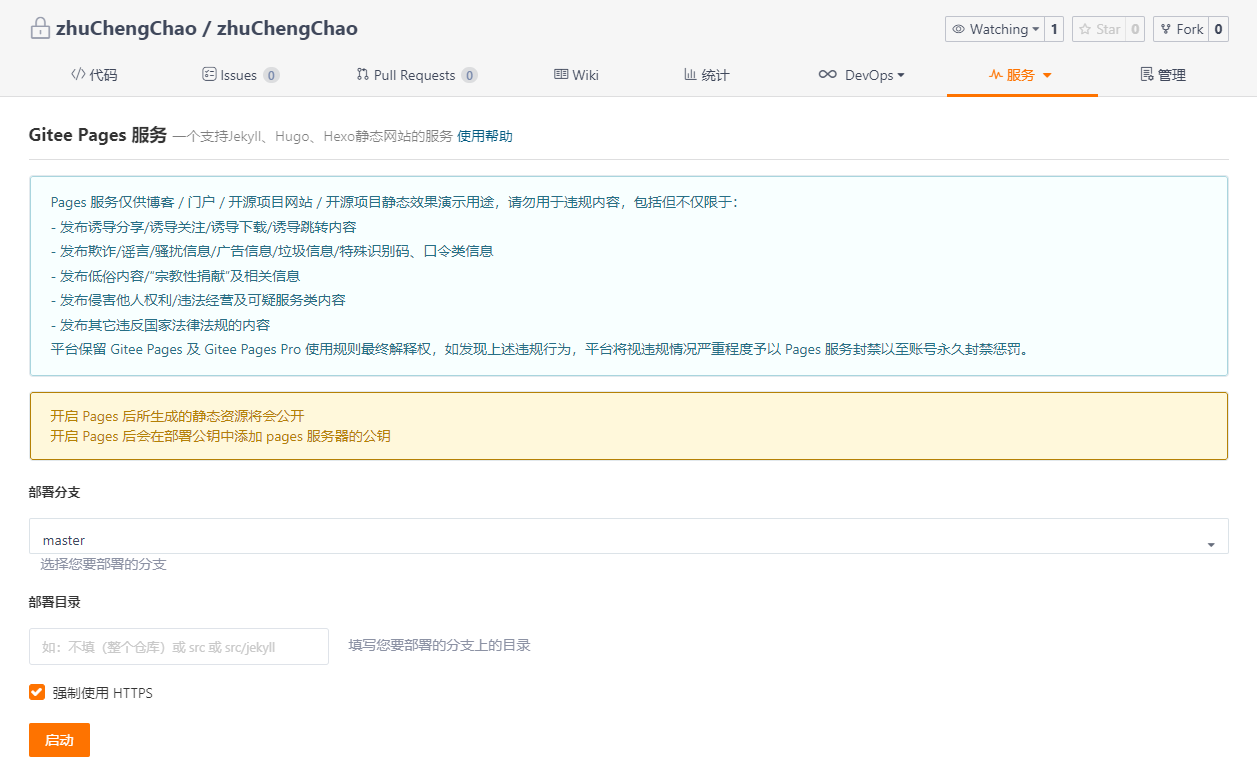 zhuChengChao / zhuChengChao
Watching 1 Star 0 Fork 0
代码 Issues 0 Pull Requests 0 Wiki 统计 DevOps 服务 管理
Gitee Pages 服务 一个支持Jekyll、Hugo、Hexo静态网站的服务 使用帮助
Pages 服务仅供博客 / 门户 / 开源项目网站 / 开源项目静态效果演示用途，请勿用于违规内容，包括但不仅限于：
- 发布诱导分享/诱导关注/诱导下载/诱导跳转内容
- 发布欺诈/谣言/骚扰信息/广告信息/垃圾信息/特殊识别码、口令类信息
- 发布低俗内容/“宗教性捐献”及相关信息
- 发布侵害他人权利/违法经营及可疑服务类内容
- 发布其它违反国家法律法规的内容
平台保留 Gitee Pages 及 Gitee Pages Pro 使用规则最终解释权，如发现上述违规行为，平台将视违规情况严重程度予以 Pages 服务封禁以至账号永久封禁惩罚。
开启 Pages 后所生成的静态资源将会公开
开启 Pages 后会在部署公钥中添加 pages 服务器的公钥
部署分支
master
选择您要部署的分支
部署目录
如：不填（整个仓库）或 src 或 src/jekyll 填写您要部署的分支上的目录
强制使用 HTTPS
启动